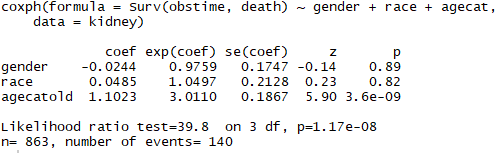 coxph(formula = Surv(obstime, death) ~ gender + race + agecat,
    data = kidney)
             coef exp(coef) se(coef)     z       p
gender    -0.0244    0.9759   0.1747 -0.14    0.89
race       0.0485    1.0497   0.2128  0.23    0.82
agecatold  1.1023    3.0110   0.1867  5.90 3.6e-09
Likelihood ratio test=39.8  on 3 df, p=1.17e-08
n= 863, number of events= 140